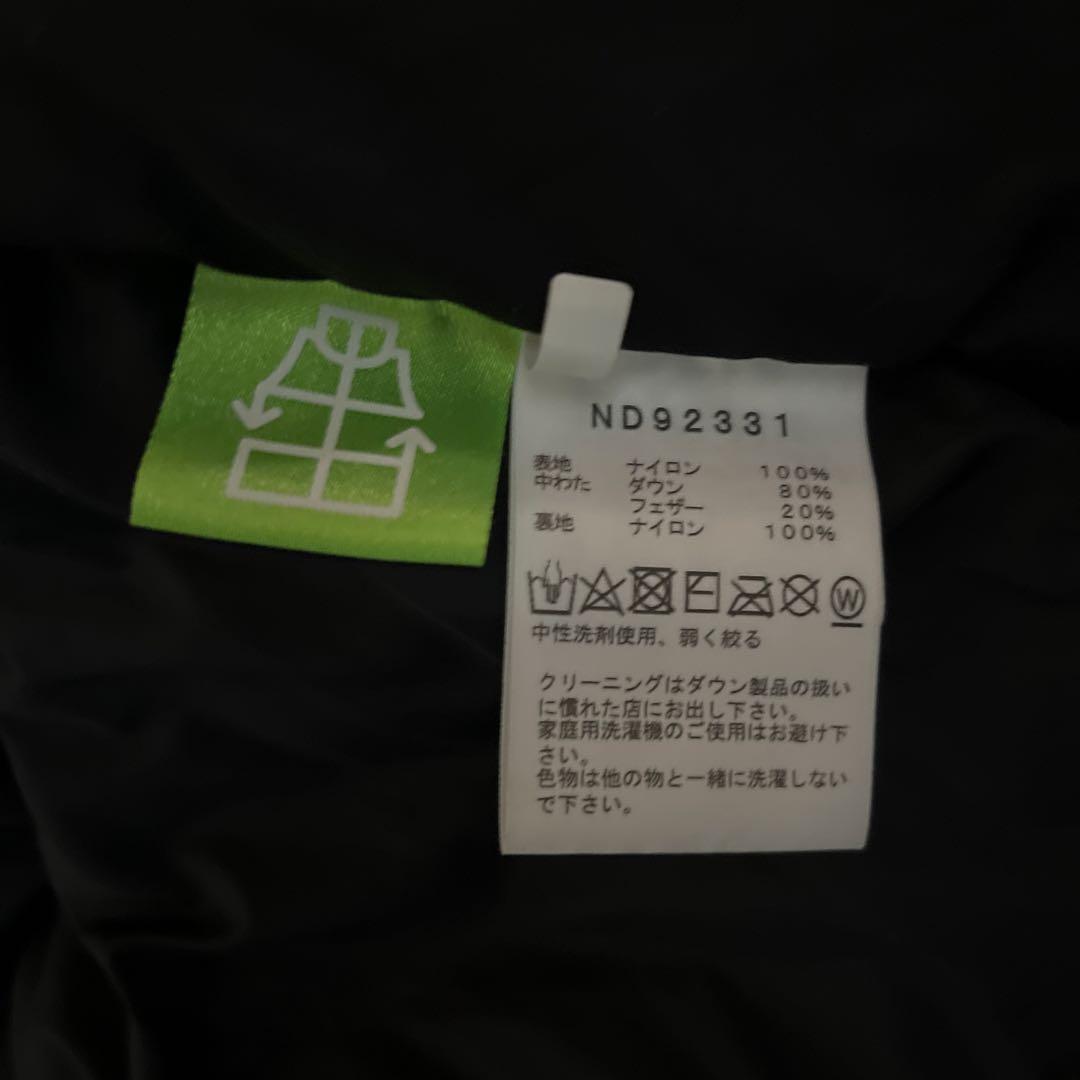 ND92331
表地 ナイロン 100%
中わた ダウン 80%
フェザー 20%
裏地 ナイロン 100%
W
中性洗剤使用、弱く絞る
クリーニングはダウン製品の扱い
に慣れた店にお出し下さい。
家庭用洗濯機のご使用はお避け下
さい。
色物は他の物と一緒に洗濯しない
で下さい。